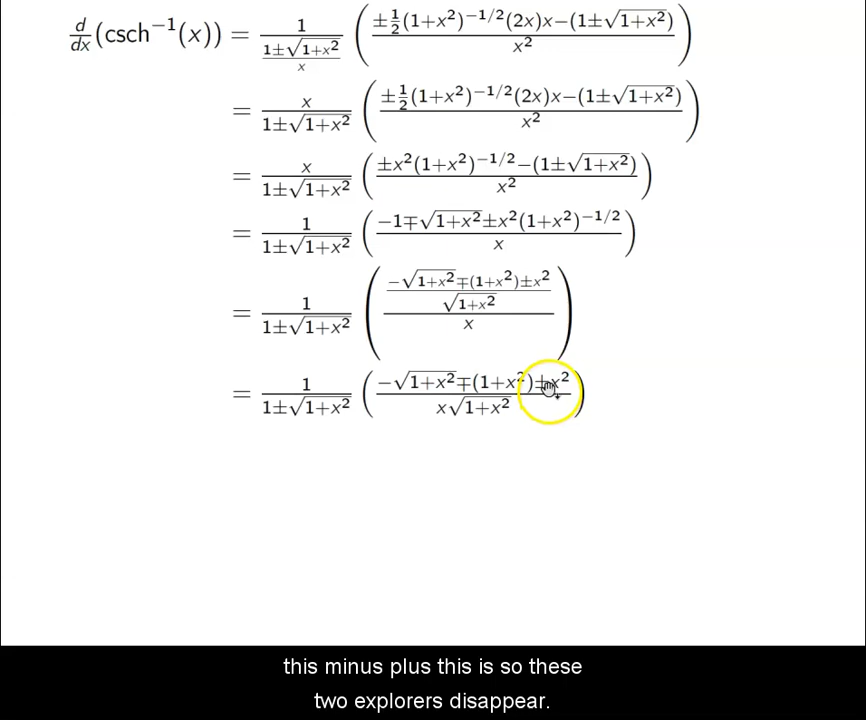 d/dx(csch⁻¹(x)) = 1/((1±√(1+x²))/x) ((±½(1+x²)^(−1/2)(2x)x−(1±√(1+x²)))/x²)
= x/(1±√(1+x²)) ((±½(1+x²)^(−1/2)(2x)x−(1±√(1+x²)))/x²)
= x/(1±√(1+x²)) ((±x²(1+x²)^(−1/2)−(1±√(1+x²)))/x²)
= 1/(1±√(1+x²)) ((−1∓√(1+x²)±x²(1+x²)^(−1/2))/x)
= 1/(1±√(1+x²)) (((−√(1+x²)∓(1+x²)±x²)/√(1+x²))/x)
= 1/(1±√(1+x²)) ((−√(1+x²)∓(1+x²)±x²)/(x√(1+x²)))
this minus plus this is so these
two explorers disappear.